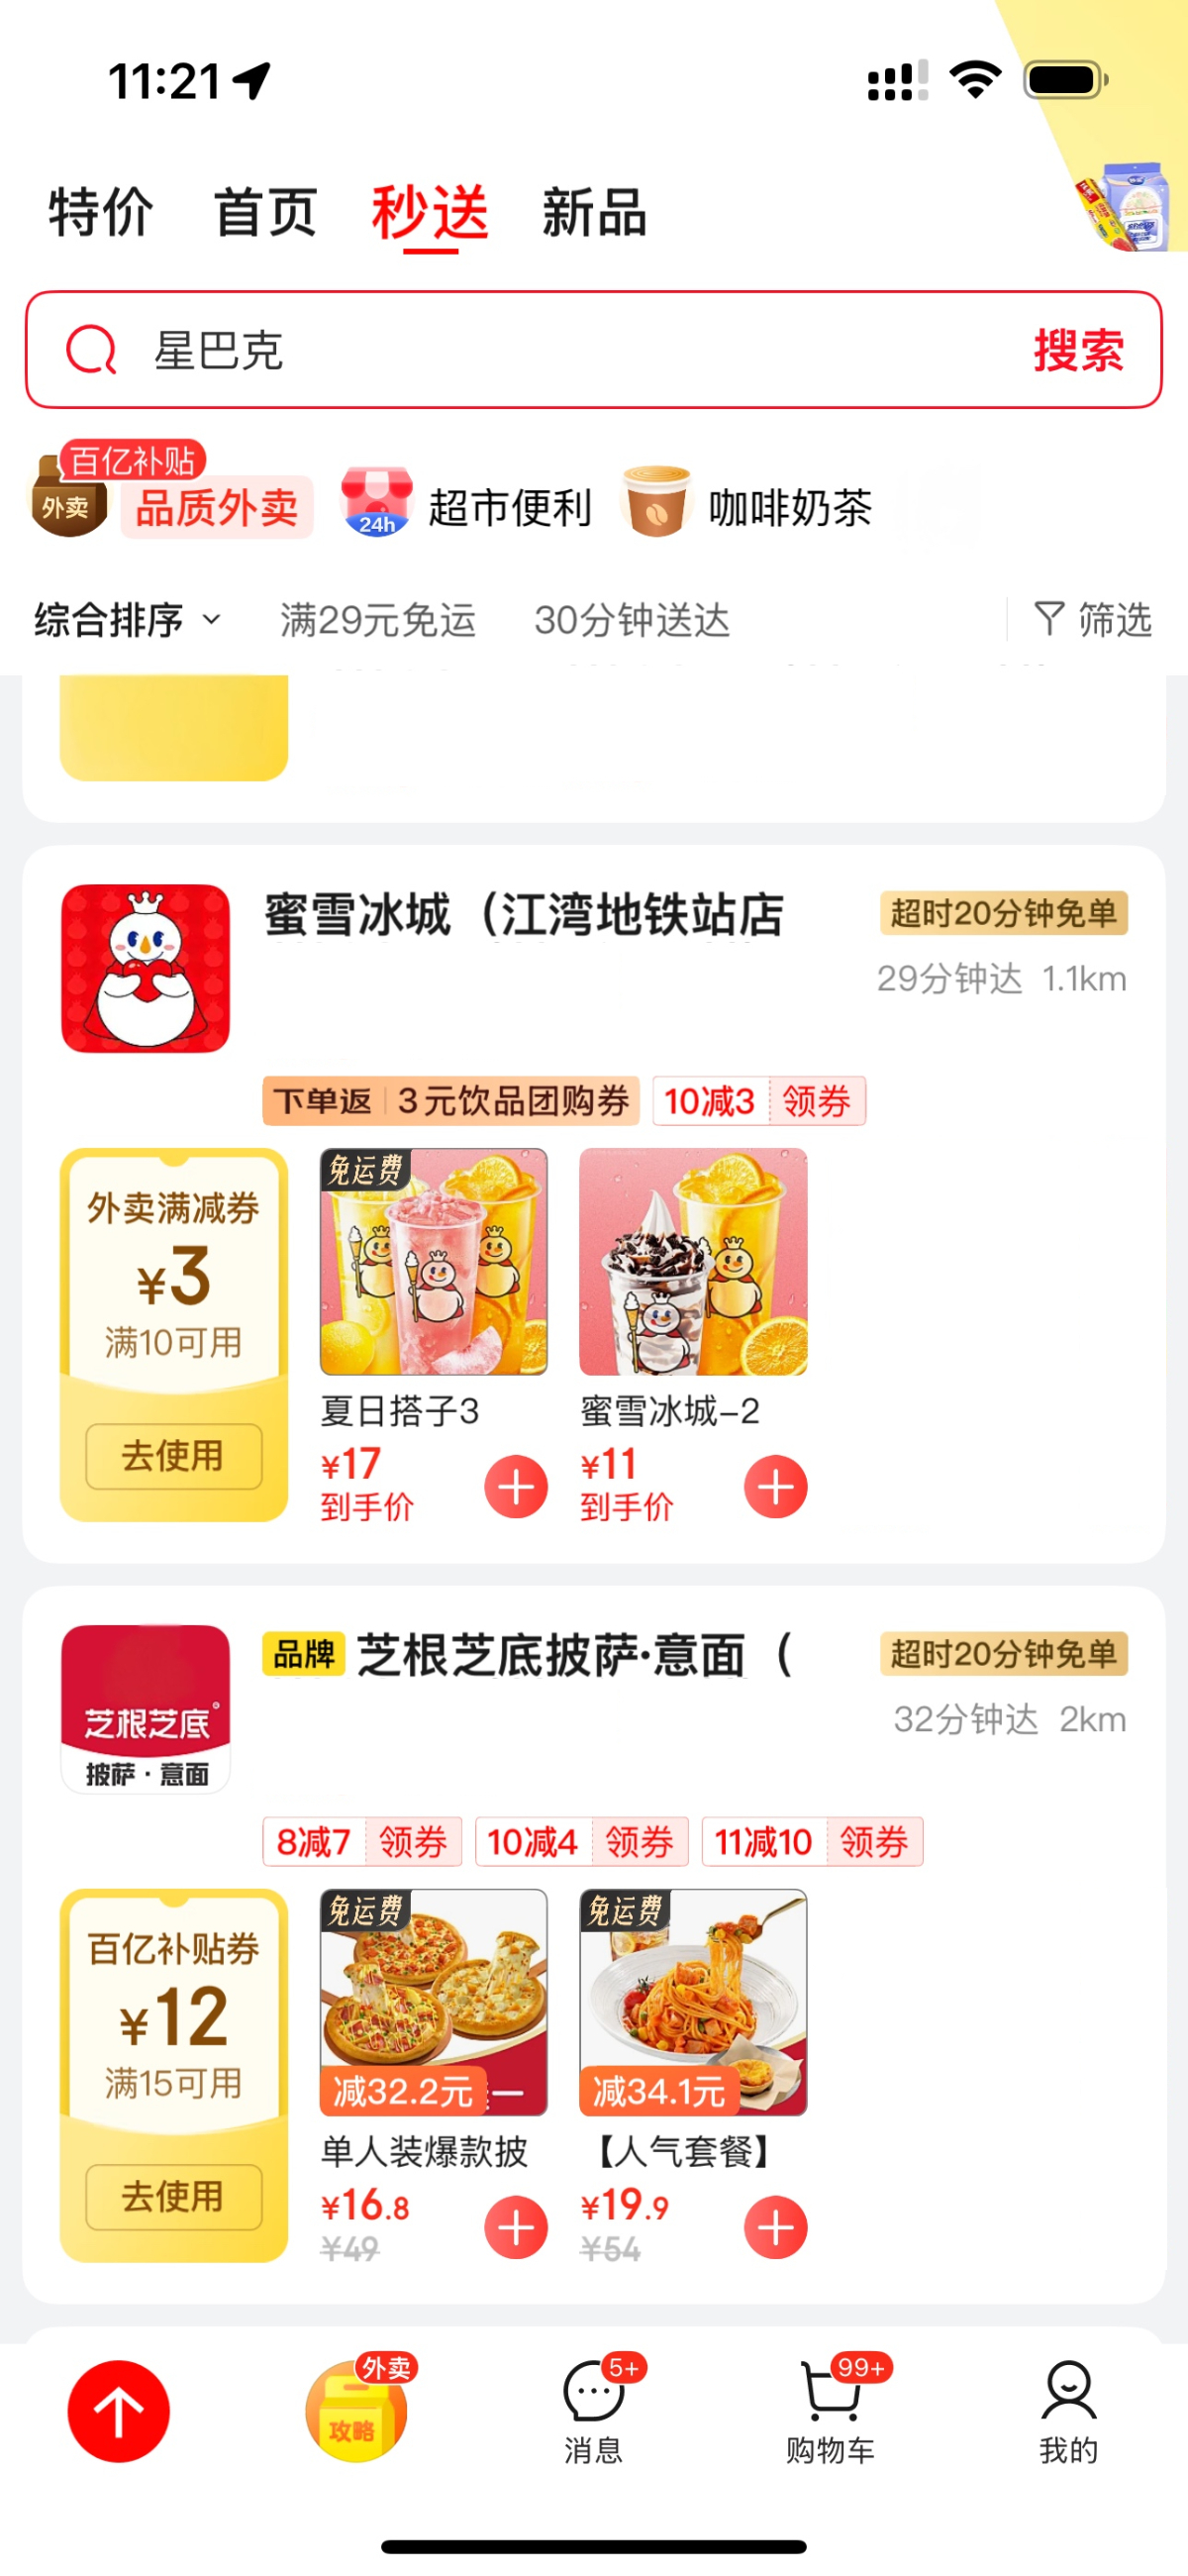 11:21
特价 首页 秒送 新品
星巴克 搜索
百亿补贴
外卖 品质外卖 24h 超市便利 咖啡奶茶
综合排序 满29元免运 30分钟送达 筛选
蜜雪冰城（江湾地铁站店 超时20分钟免单
29分钟达 1.1km
下单返 3元饮品团购券 10减3 领券
外卖满减券
¥3
满10可用
去使用
免运费
夏日搭子3 蜜雪冰城-2
¥17 ¥11
到手价 到手价
芝根芝底
披萨·意面
品牌 芝根芝底披萨·意面（ 超时20分钟免单
32分钟达 2km
8减7 领券 10减4 领券 11减10 领券
百亿补贴券
¥12
满15可用
去使用
免运费 免运费
减32.2元 减34.1元
单人装爆款披 【人气套餐】
¥16.8 ¥19.9
¥49 ¥54
外卖 5+ 99+
攻略
消息 购物车 我的